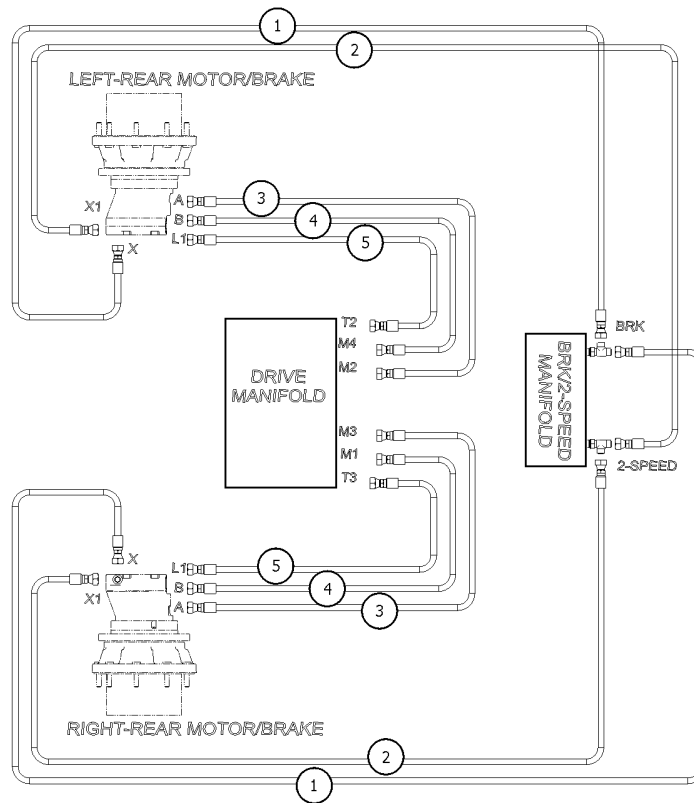 1
2
LEFT-REAR MOTOR/BRAKE
3
A
X1
B
4
L1
5
X
T2
BRK
M4
M2
DRIVE
MANIFOLD
BRK/2-SPEED
MANIFOLD
M3
M1
2-SPEED
T3
X
L1
5
B
4
X1
A
3
RIGHT-REAR MOTOR/BRAKE
2
1